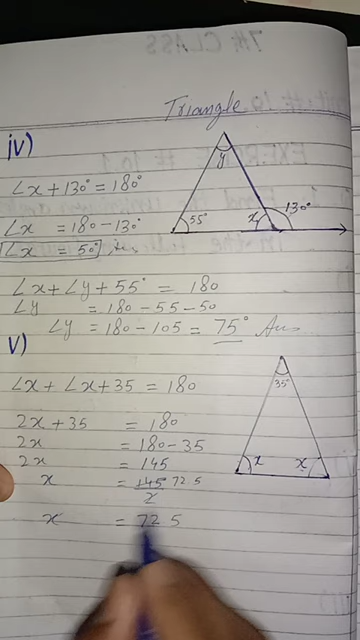 Triangle
iv)
y
∠x + 130° = 180°
55° x 130°
∠x = 180 - 130°
∠x = 50° Ans
∠x + ∠y + 55° = 180
∠y = 180 - 55 - 50
∠y = 180 - 105 = 75° Ans
v)
35°
∠x + ∠x + 35 = 180
2x + 35 = 180
2x = 180 - 35
2x = 145
x x
x = 145/2 72 5
x = 72 5